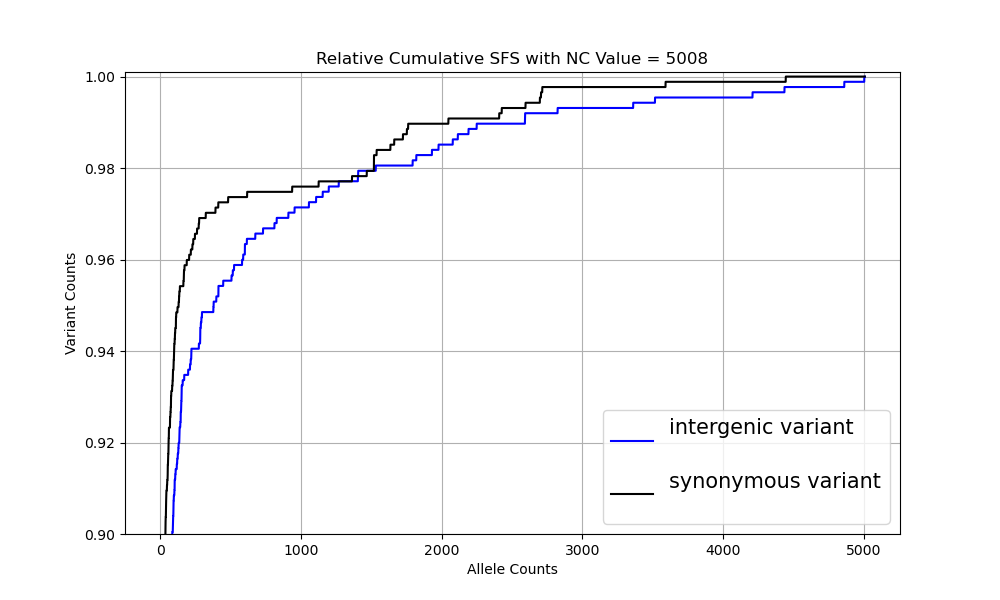 Relative Cumulative SFS with NC Value = 5008
Variant Counts
1.00
0.98
0.96
0.94
0.92
0.90
intergenic variant
synonymous variant
0 1000 2000 3000 4000 5000
Allele Counts